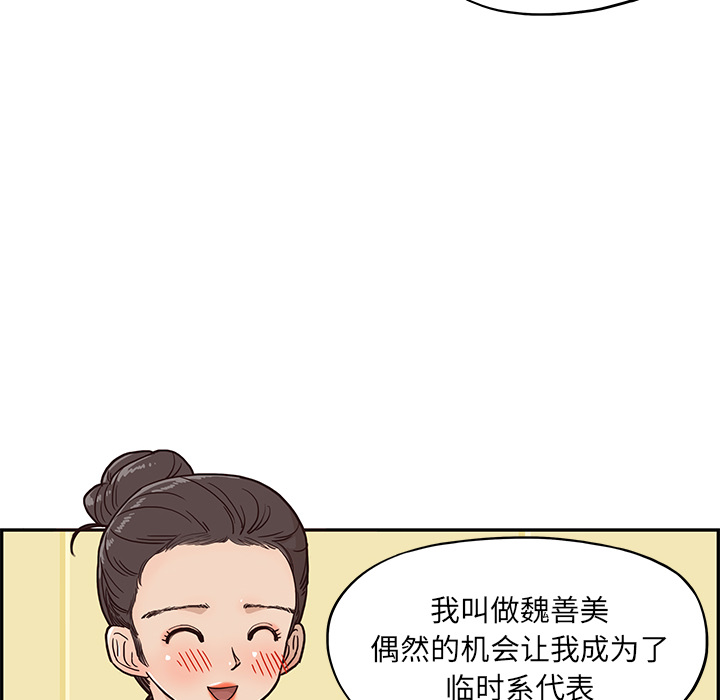 我叫做魏善美
偶然的机会让我成为了
临时系代表